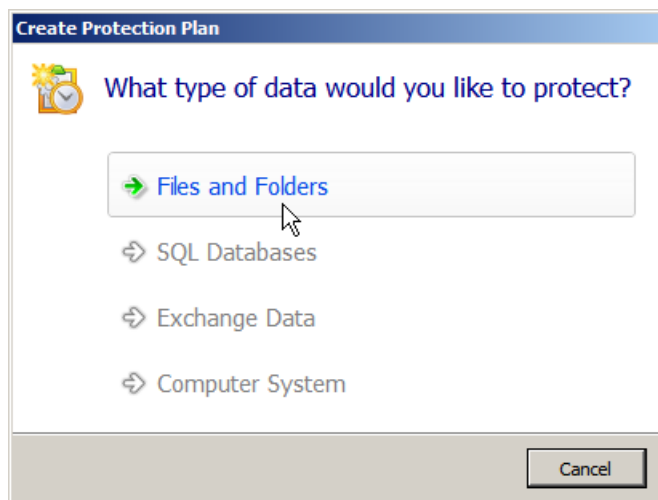 Create Protection Plan
What type of data would you like to protect?
Files and Folders
SQL Databases
Exchange Data
Computer System
Cancel